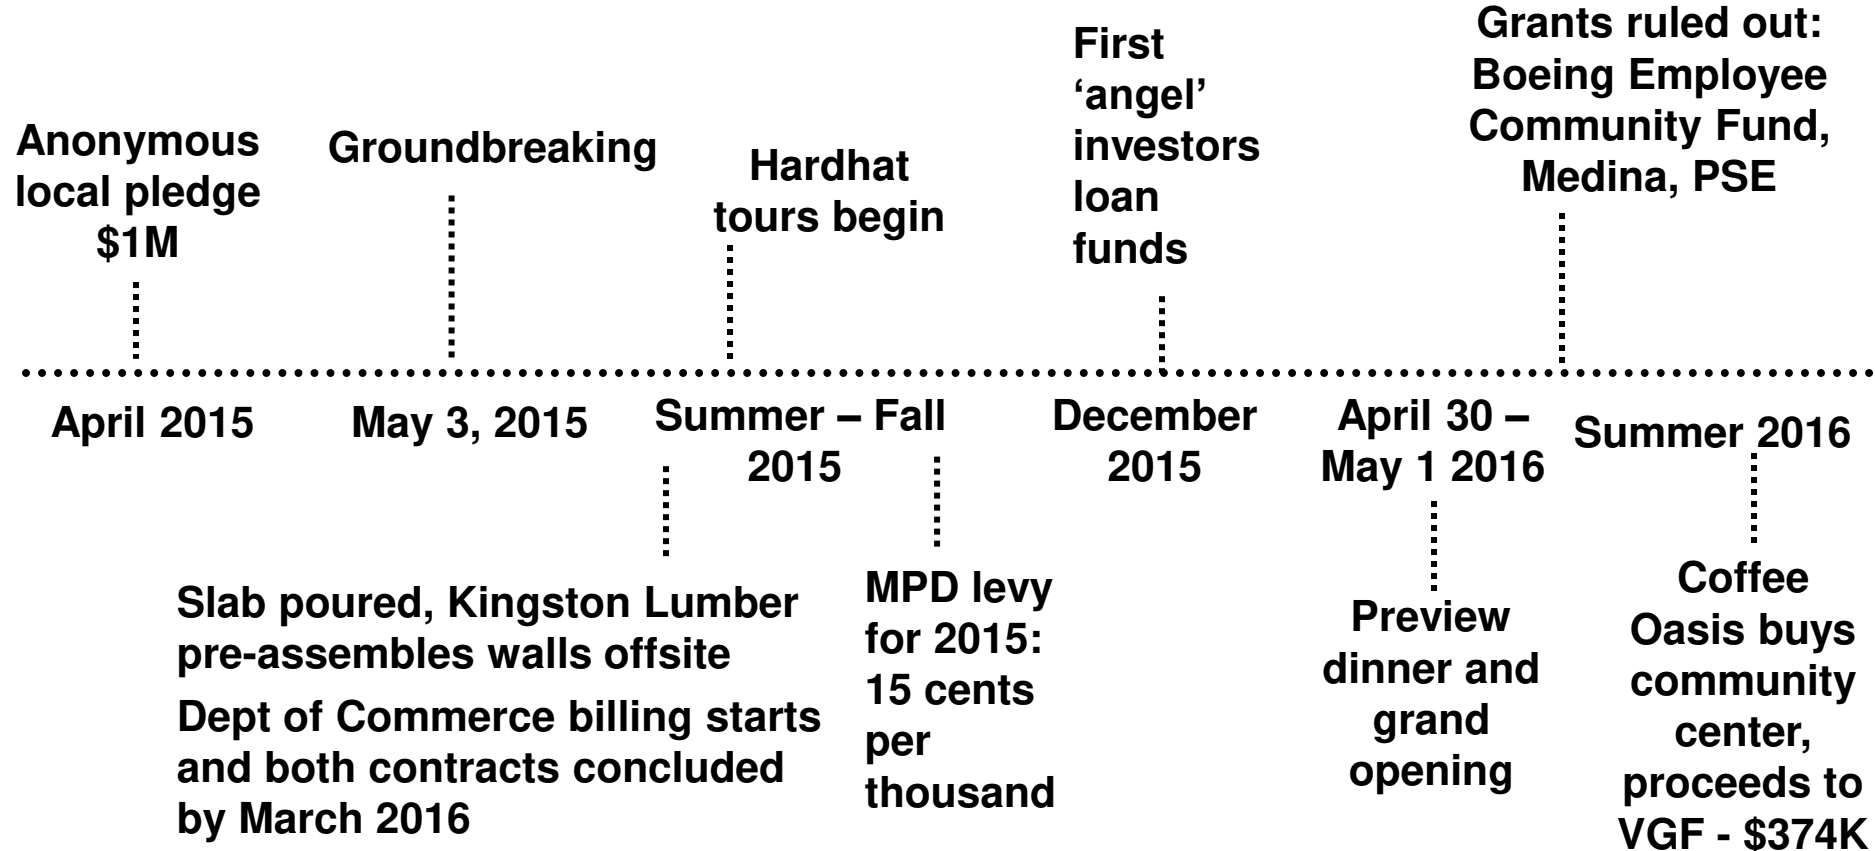 Anonymous
local pledge
$1M
Groundbreaking
Hardhat
tours begin
First
‘angel’
investors
loan
funds
Grants ruled out:
Boeing Employee
Community Fund,
Medina, PSE
April 2015
May 3, 2015
Summer – Fall
2015
December
2015
April 30 –
May 1 2016
Summer 2016
Slab poured, Kingston Lumber
pre-assembles walls offsite
Dept of Commerce billing starts
and both contracts concluded
by March 2016
MPD levy
for 2015:
15 cents
per
thousand
Preview
dinner and
grand
opening
Coffee
Oasis buys
community
center,
proceeds to
VGF - $374K